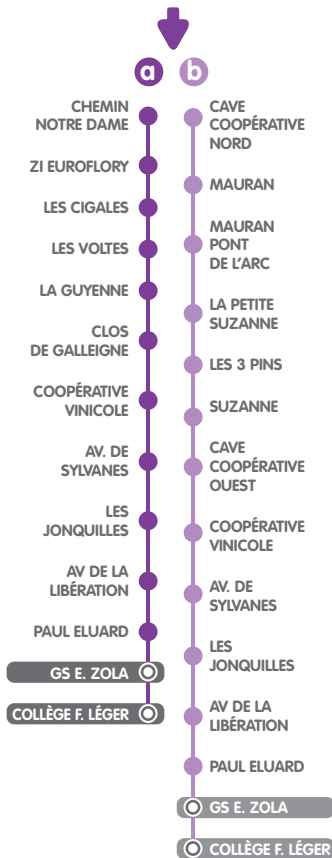 a
CHEMIN
NOTRE DAME
ZI EUROFLORY
LES CIGALES
LES VOLTES
LA GUYENNE
CLOS
DE GALLEIGNE
COOPÉRATIVE
VINICOLE
AV. DE
SYLVANES
LES
JONQUILLES
AV DE LA
LIBÉRATION
PAUL ELUARD
GS E. ZOLA
COLLÈGE F. LÉGER
b
CAVE
COOPÉRATIVE
NORD
MAURAN
MAURAN
PONT
DE L'ARC
LA PETITE
SUZANNE
LES 3 PINS
SUZANNE
CAVE
COOPÉRATIVE
OUEST
COOPÉRATIVE
VINICOLE
AV. DE
SYLVANES
LES
JONQUILLES
AV DE LA
LIBÉRATION
PAUL ELUARD
GS E. ZOLA
COLLÈGE F. LÉGER